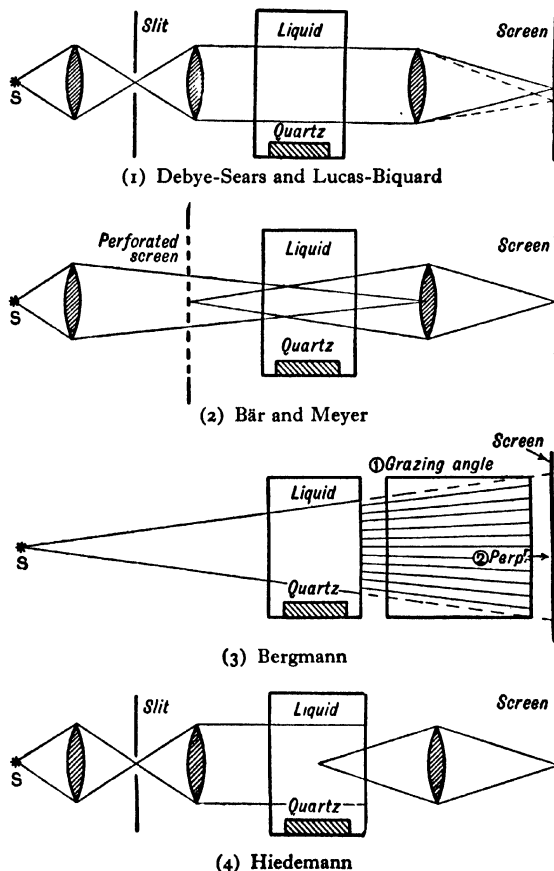 Slit
Liquid
Screen
S
Quartz
(1) Debye-Sears and Lucas-Biquard
Perforated
screen
Liquid
Screen
S
Quartz
(2) Bär and Meyer
Screen
①Grazing angle
Liquid
S
②Perpr.
Quartz
(3) Bergmann
Slit
Liquid
Screen
S
Quartz
(4) Hiedemann